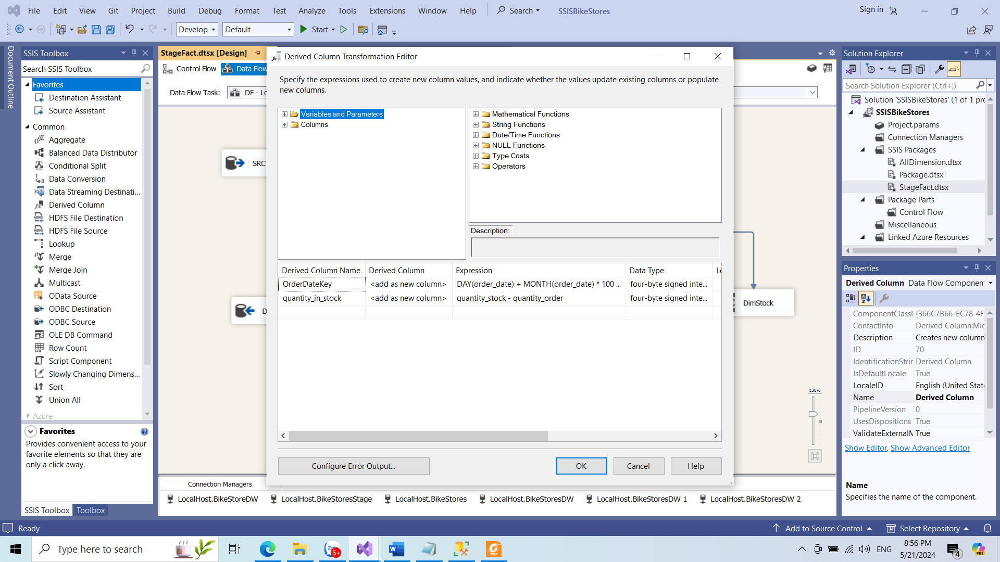 File Edit View Git Project Build Debug Format Test Analyze Tools Extensions Window Help Search SSISBikeStores Sign in
Develop Default Start
Document Outline
SSIS Toolbox
Search SSIS Toolbox
Favorites
Destination Assistant
Source Assistant
Common
Aggregate
Balanced Data Distributor
Conditional Split
Data Conversion
Data Streaming Destinati...
Derived Column
HDFS File Destination
HDFS File Source
Lookup
Merge
Merge Join
Multicast
OData Source
ODBC Destination
ODBC Source
OLE DB Command
Row Count
Script Component
Slowly Changing Dimens...
Sort
Union All
Azure
Favorites
Provides convenient access to your
favorite elements so that they are
only a click away.
SSIS Toolbox Toolbox
StageFact.dtsx [Design]
Control Flow Data Flow
Data Flow Task: DF - Lo
SRC
D
DimStock
130%
Derived Column Transformation Editor
Specify the expressions used to create new column values, and indicate whether the values update existing columns or populate
new columns.
Variables and Parameters
Columns
Mathematical Functions
String Functions
Date/Time Functions
NULL Functions
Type Casts
Operators
Description:
Derived Column Name Derived Column Expression Data Type Le
OrderDateKey <add as new column> DAY(order_date) + MONTH(order_date) * 100 ... four-byte signed inte...
quantity_in_stock <add as new column> quantity_stock - quantity_order four-byte signed inte...
Configure Error Output... OK Cancel Help
Connection Managers
LocalHost.BikeStoreDW LocalHost.BikeStoresStage LocalHost.BikeStores LocalHost.BikeStoresDW LocalHost.BikeStoresDW 1 LocalHost.BikeStoresDW 2
Solution Explorer
Search Solution Explorer (Ctrl+;)
Solution 'SSISBikeStores' (1 of 1 pro
SSISBikeStores
Project.params
Connection Managers
SSIS Packages
AllDimension.dtsx
Package.dtsx
StageFact.dtsx
Package Parts
Control Flow
Miscellaneous
Linked Azure Resources
Properties
Derived Column Data Flow Component
ComponentClassI {366C7B66-EC78-4F
ContactInfo Derived Column;Mic
Description Creates new column
ID 70
IdentificationStrin Derived Column
IsDefaultLocale True
LocaleID English (United State
Name Derived Column
PipelineVersion 0
UsesDispositions True
ValidateExternalM True
Show Editor, Show Advanced Editor
Name
Specifies the name of the component.
Ready Add to Source Control Select Repository
Type here to search 5+ ENG 8:56 PM
5/21/2024 4